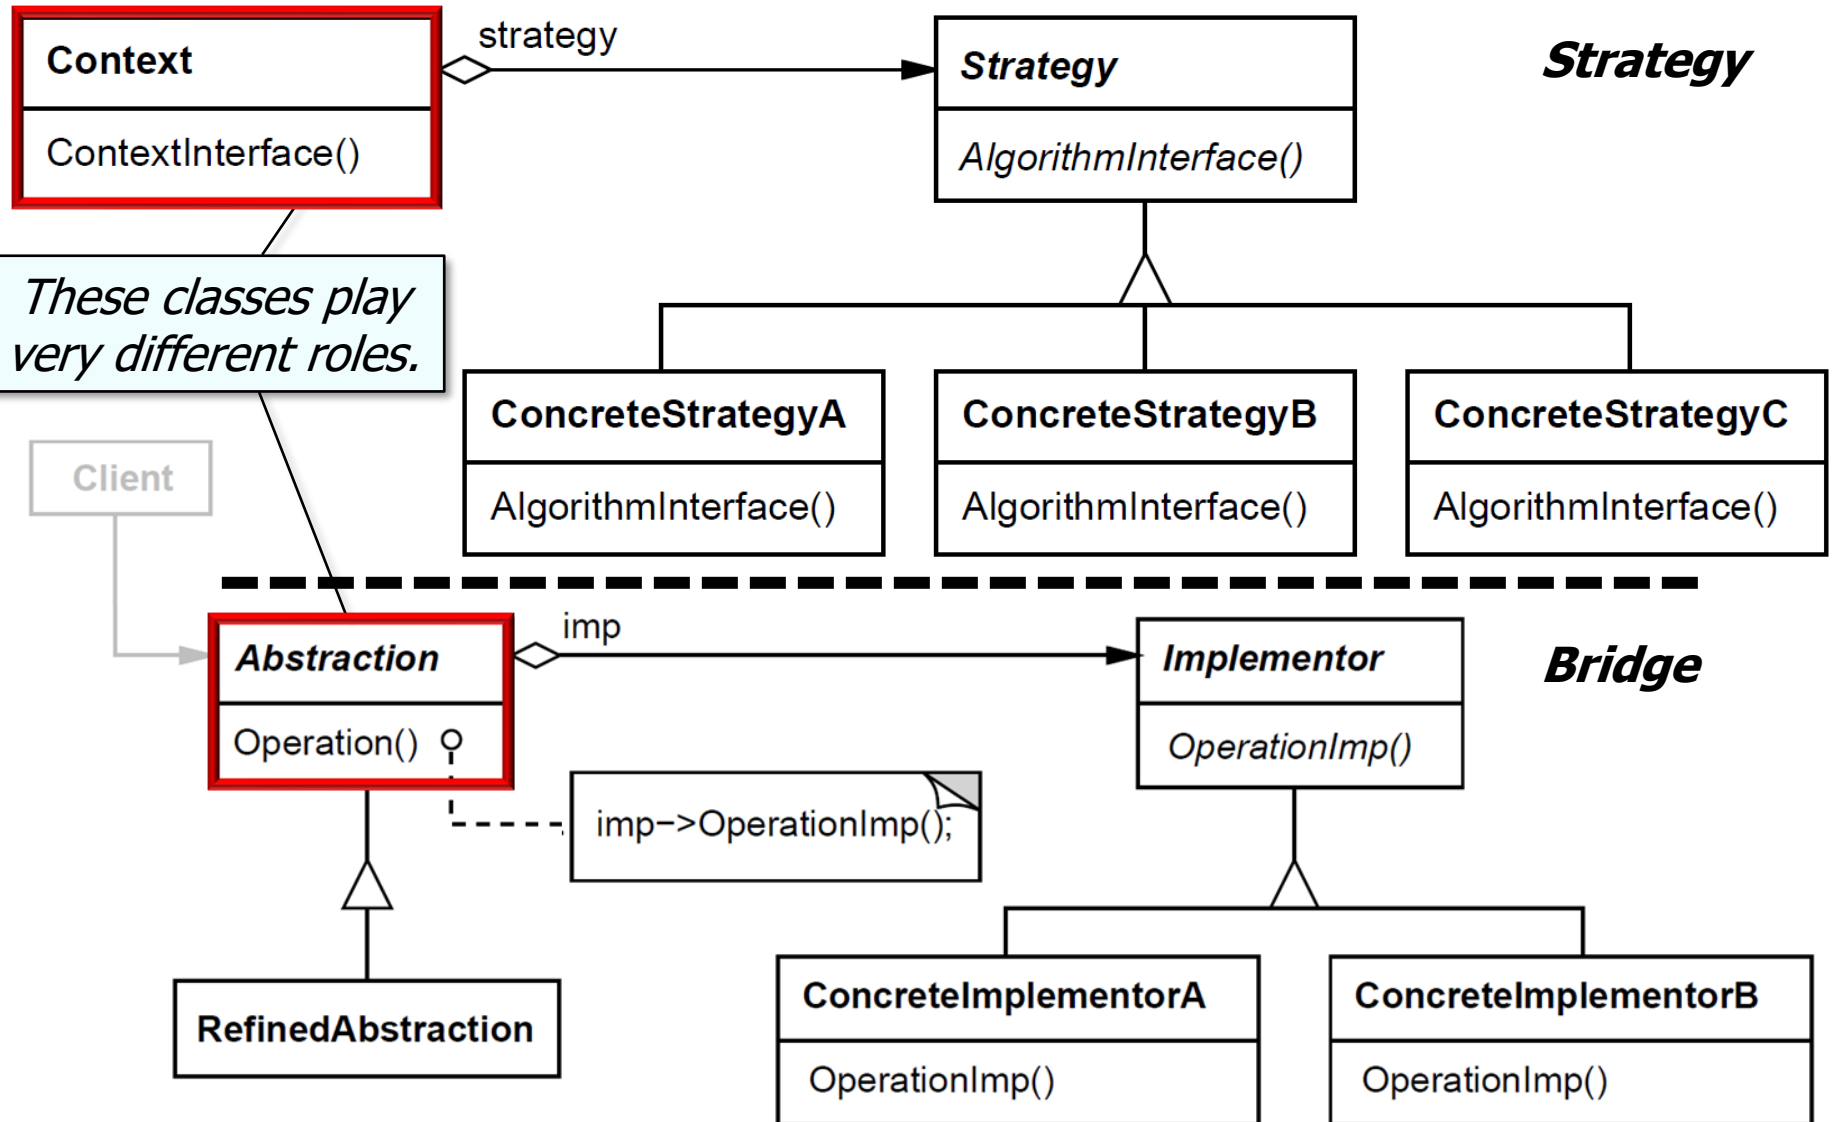 Context
strategy
Strategy
Strategy
ContextInterface()
AlgorithmInterface()
These classes play
very different roles.
ConcreteStrategyA
ConcreteStrategyB
ConcreteStrategyC
Client
AlgorithmInterface()
AlgorithmInterface()
AlgorithmInterface()
imp
Abstraction
Implementor
Bridge
Operation()
OperationImp()
imp->OperationImp();
RefinedAbstraction
ConcreteImplementorA
ConcreteImplementorB
OperationImp()
OperationImp()